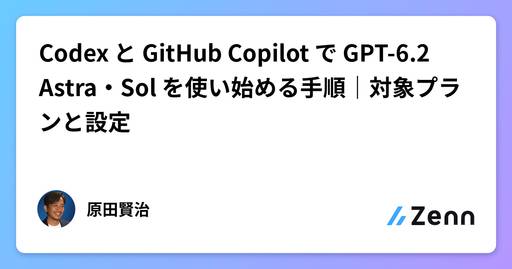 Codex と GitHub Copilot で GPT-6.2
Astra・Sol を使い始める手順｜対象プラ
ンと設定
原田賢治
Zenn